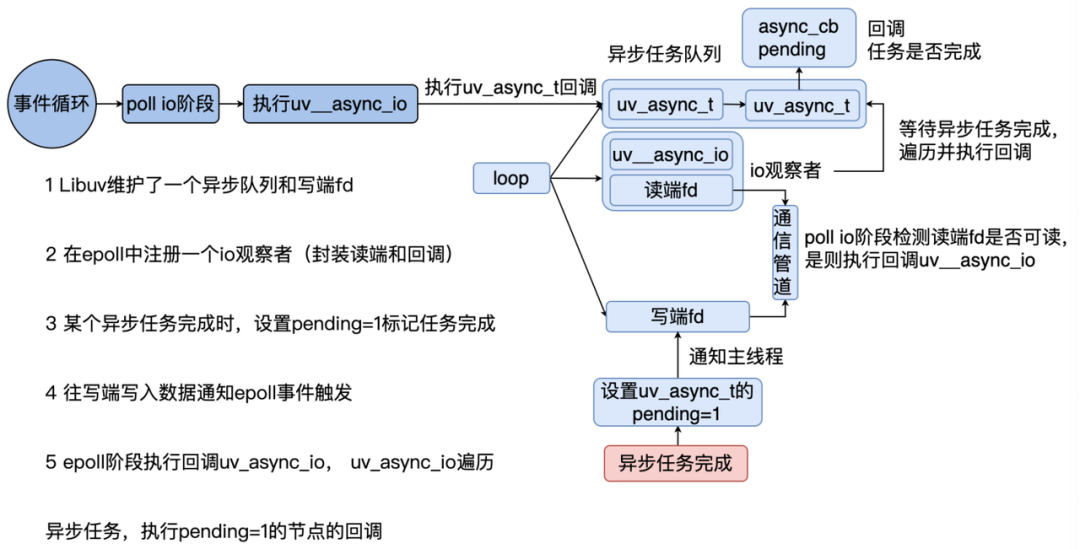 async_cb
pending
回调
任务是否完成
异步任务队列
事件循环
poll io阶段
执行uv__async_io
执行uv_async_t回调
uv_async_t
uv_async_t
等待异步任务完成，
遍历并执行回调
uv__async_io
io观察者
loop
读端fd
1 Libuv维护了一个异步队列和写端fd
通信管道
poll io阶段检测读端fd是否可读，
是则执行回调uv__async_io
2 在epoll中注册一个io观察者（封装读端和回调）
写端fd
3 某个异步任务完成时，设置pending=1标记任务完成
通知主线程
设置uv_async_t的
pending=1
4 往写端写入数据通知epoll事件触发
异步任务完成
5 epoll阶段执行回调uv_async_io， uv_async_io遍历
异步任务，执行pending=1的节点的回调